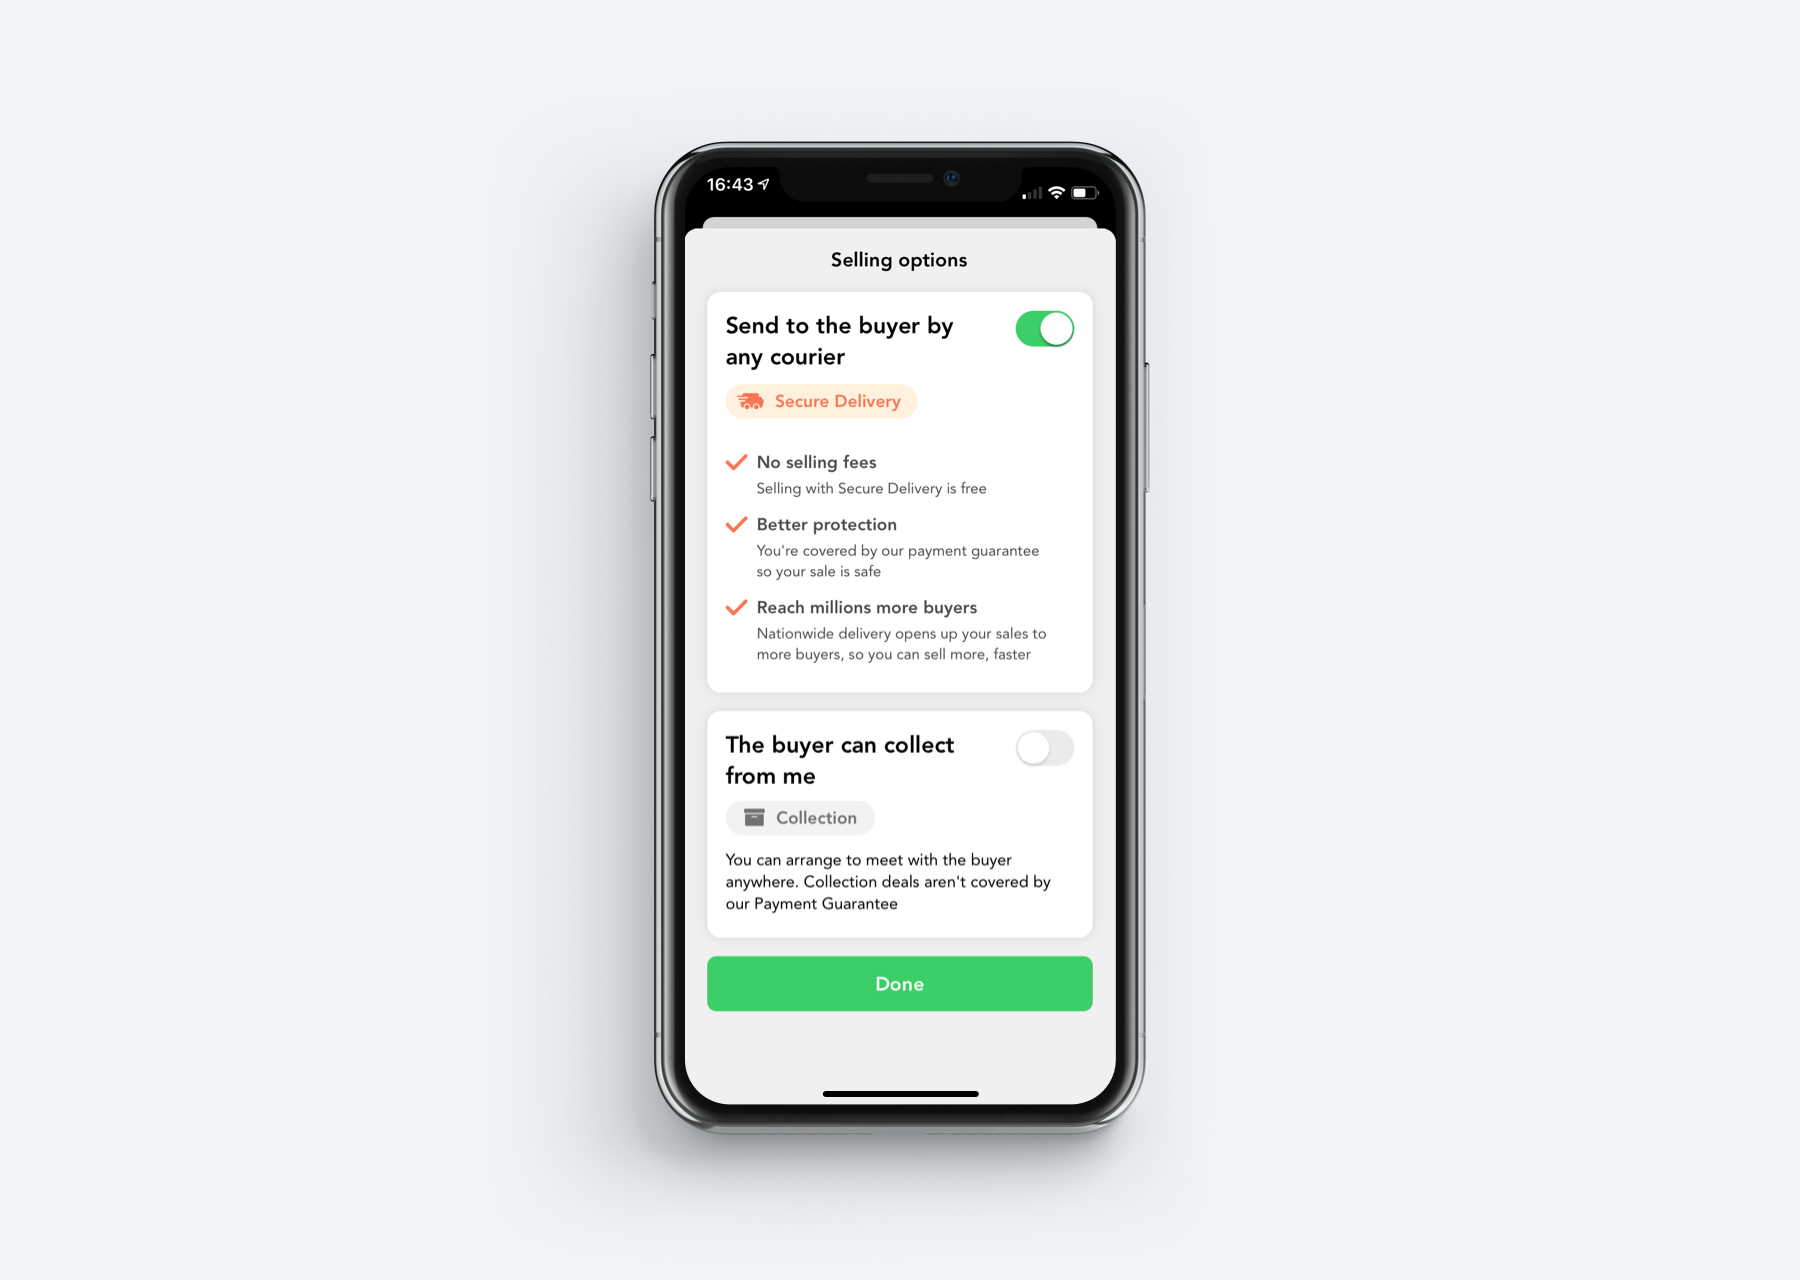 16:43
Selling options
Send to the buyer by
any courier
Secure Delivery
No selling fees
Selling with Secure Delivery is free
Better protection
You're covered by our payment guarantee
so your sale is safe
Reach millions more buyers
Nationwide delivery opens up your sales to
more buyers, so you can sell more, faster
The buyer can collect
from me
Collection
You can arrange to meet with the buyer
anywhere. Collection deals aren't covered by
our Payment Guarantee
Done